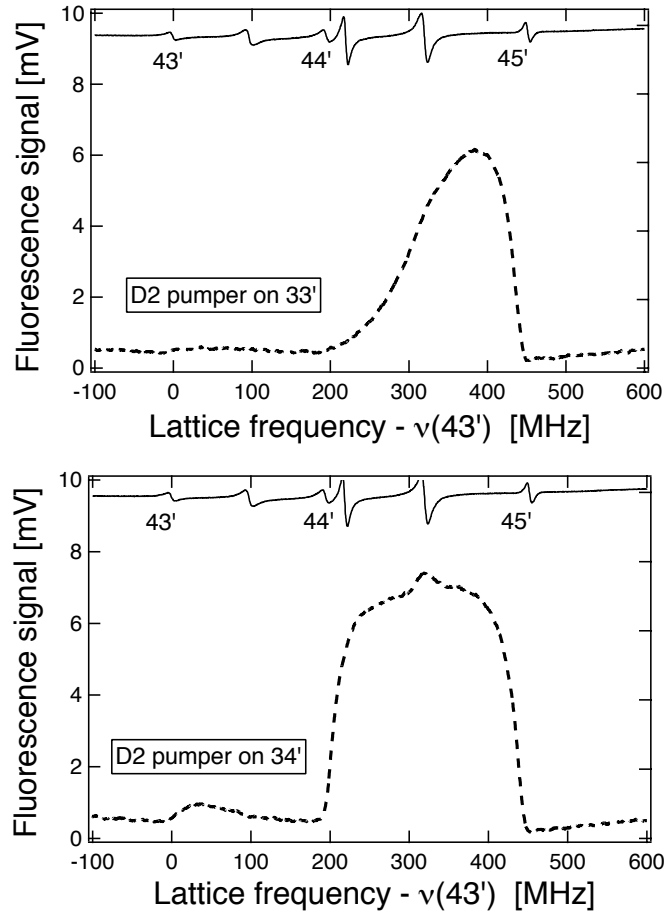 10
8
6
4
2
0
Fluorescence signal [mV]
43'
44'
45'
D2 pumper on 33'
-100 0 100 200 300 400 500 600
Lattice frequency - ν(43') [MHz]
10
8
6
4
2
0
Fluorescence signal [mV]
43'
44'
45'
D2 pumper on 34'
-100 0 100 200 300 400 500 600
Lattice frequency - ν(43') [MHz]